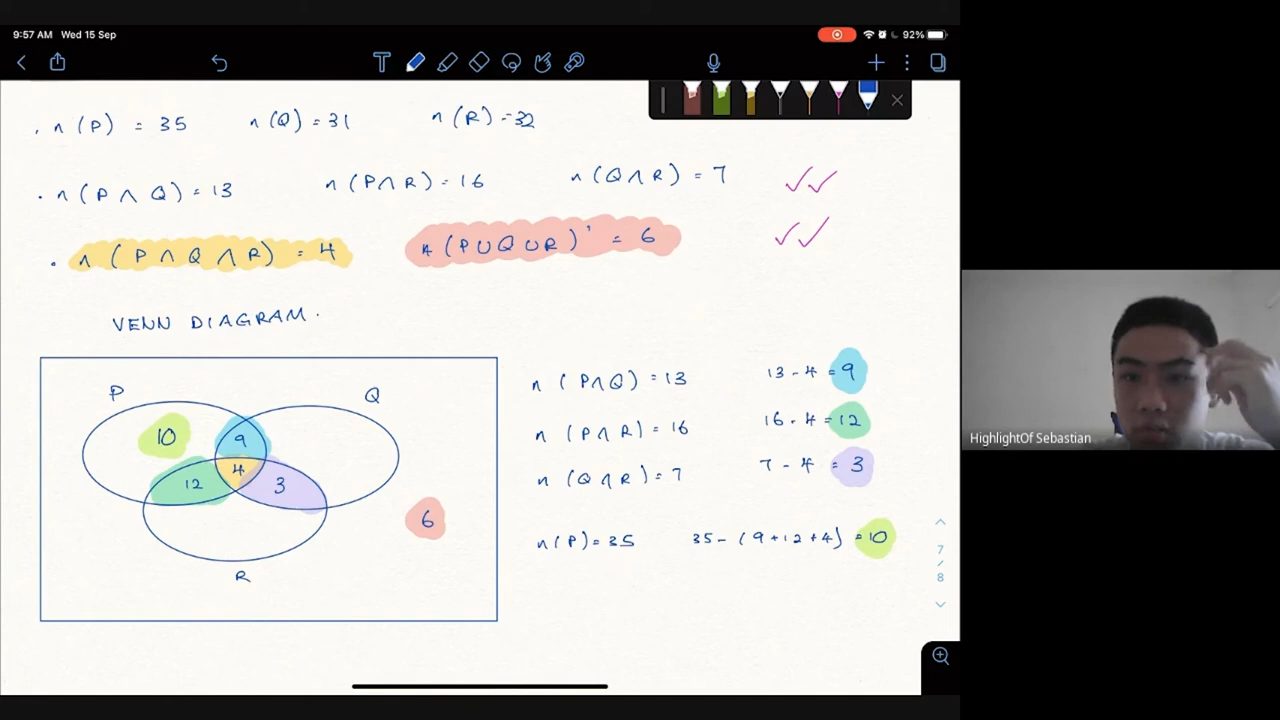 9:57 AM Wed 15 Sep
92%
. n(P) = 35 n(Q) = 31 n(R) = 32
. n(P ∩ Q) = 13 n(P ∩ R) = 16 n(Q ∩ R) = 7
. n(P ∩ Q ∩ R) = 4 n(P ∪ Q ∪ R)' = 6
VENN DIAGRAM.
P
Q
10
9
4
12
3
6
R
n(P ∩ Q) = 13 13 - 4 = 9
n(P ∩ R) = 16 16 - 4 = 12
n(Q ∩ R) = 7 7 - 4 = 3
n(P) = 35 35 - (9 + 12 + 4) = 10
7
/
8
HighlightOf Sebastian